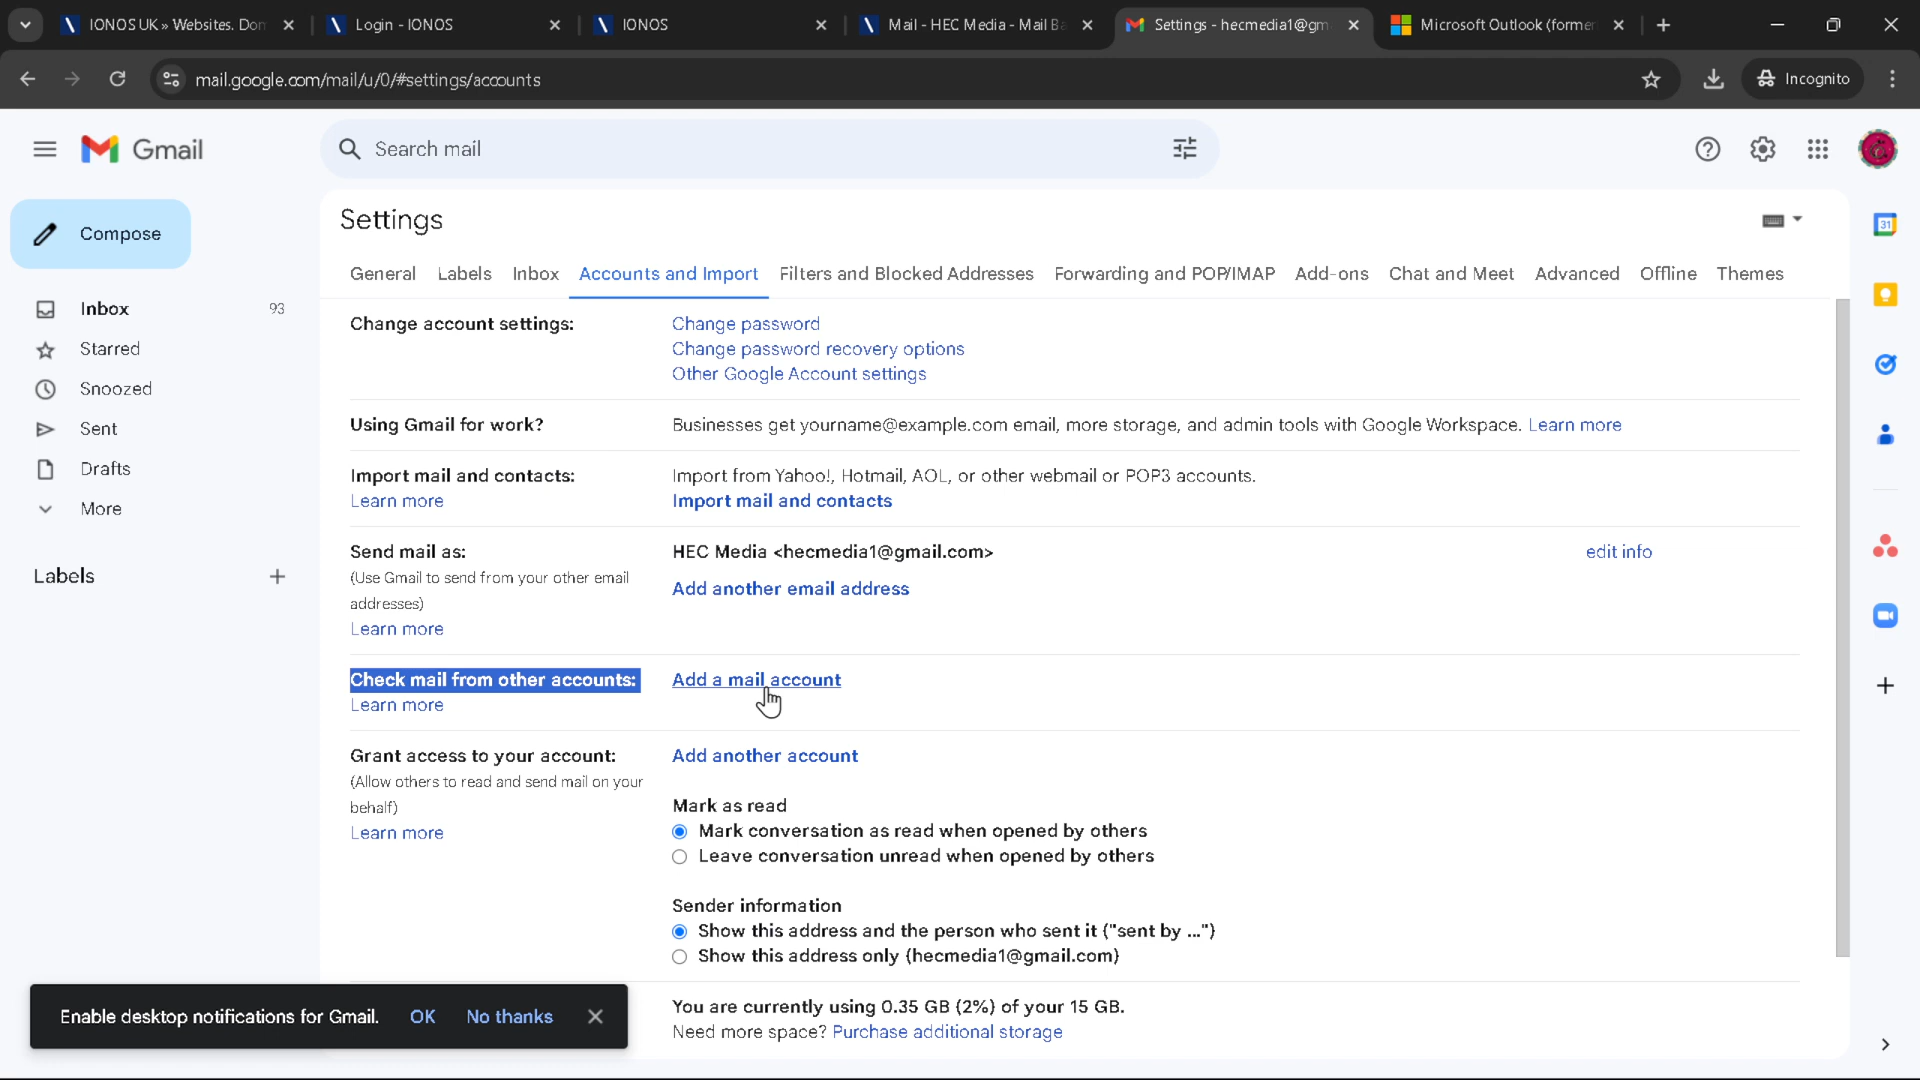 IONOS UK » Websites. Dom
Login - IONOS
IONOS
Mail - HEC Media - Mail Ba
Settings - hecmedia1@gm
Microsoft Outlook (former
mail.google.com/mail/u/0/#settings/accounts
Incognito
Gmail
Search mail
Compose
Inbox 93
Starred
Snoozed
Sent
Drafts
More
Labels
Settings
General Labels Inbox Accounts and Import Filters and Blocked Addresses Forwarding and POP/IMAP Add-ons Chat and Meet Advanced Offline Themes
Change account settings: Change password
Change password recovery options
Other Google Account settings
Using Gmail for work? Businesses get yourname@example.com email, more storage, and admin tools with Google Workspace. Learn more
Import mail and contacts: Import from Yahoo!, Hotmail, AOL, or other webmail or POP3 accounts.
Learn more Import mail and contacts
Send mail as: HEC Media <hecmedia1@gmail.com> edit info
(Use Gmail to send from your other email
addresses)
Add another email address
Learn more
Check mail from other accounts: Add a mail account
Learn more
Grant access to your account: Add another account
(Allow others to read and send mail on your
behalf)
Learn more
Mark as read
Mark conversation as read when opened by others
Leave conversation unread when opened by others
Sender information
Show this address and the person who sent it ("sent by ...")
Show this address only (hecmedia1@gmail.com)
You are currently using 0.35 GB (2%) of your 15 GB.
Need more space? Purchase additional storage
Enable desktop notifications for Gmail. OK No thanks
31